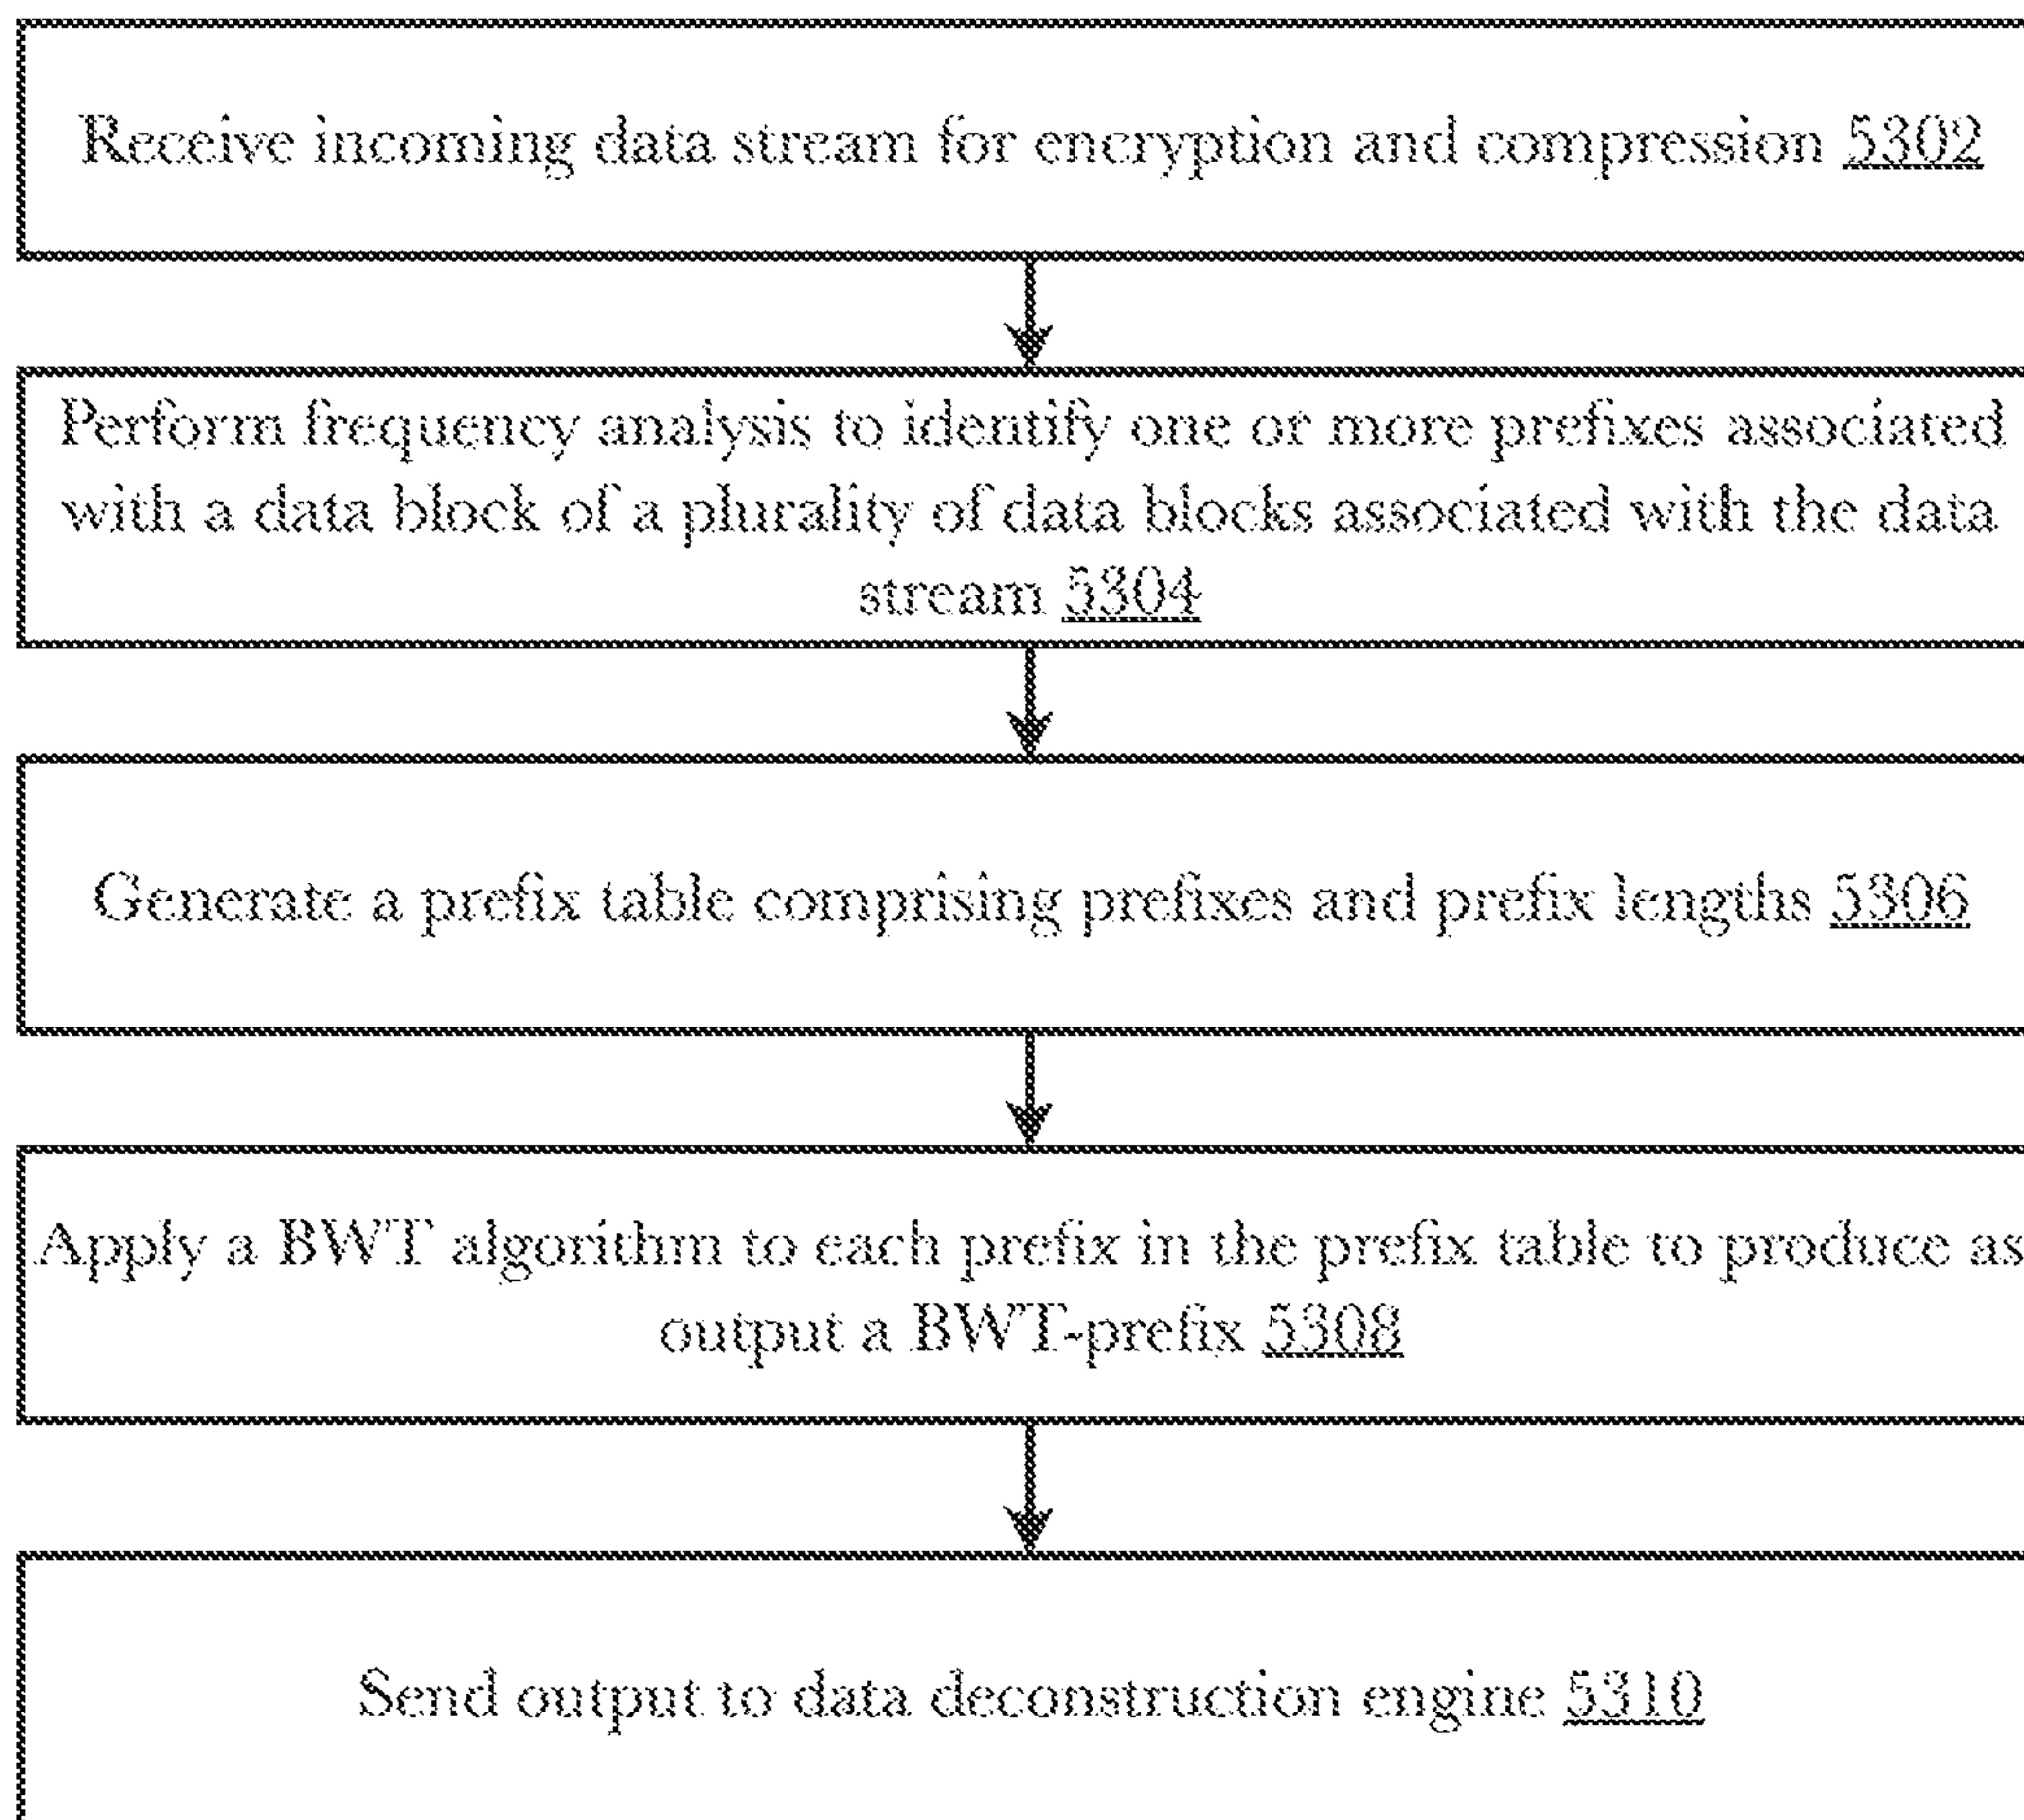 Receive incoming data stream for encryption and compression 5302
Perform frequency analysis to identify one or more prefixes associated
with a data block of a plurality of data blocks associated with the data
stream 5304
Generate a prefix table comprising prefixes and prefix lengths 5306
Apply a BWT algorithm to each prefix in the prefix table to produce as
output a BWT-prefix 5308
Send output to data deconstruction engine 5310